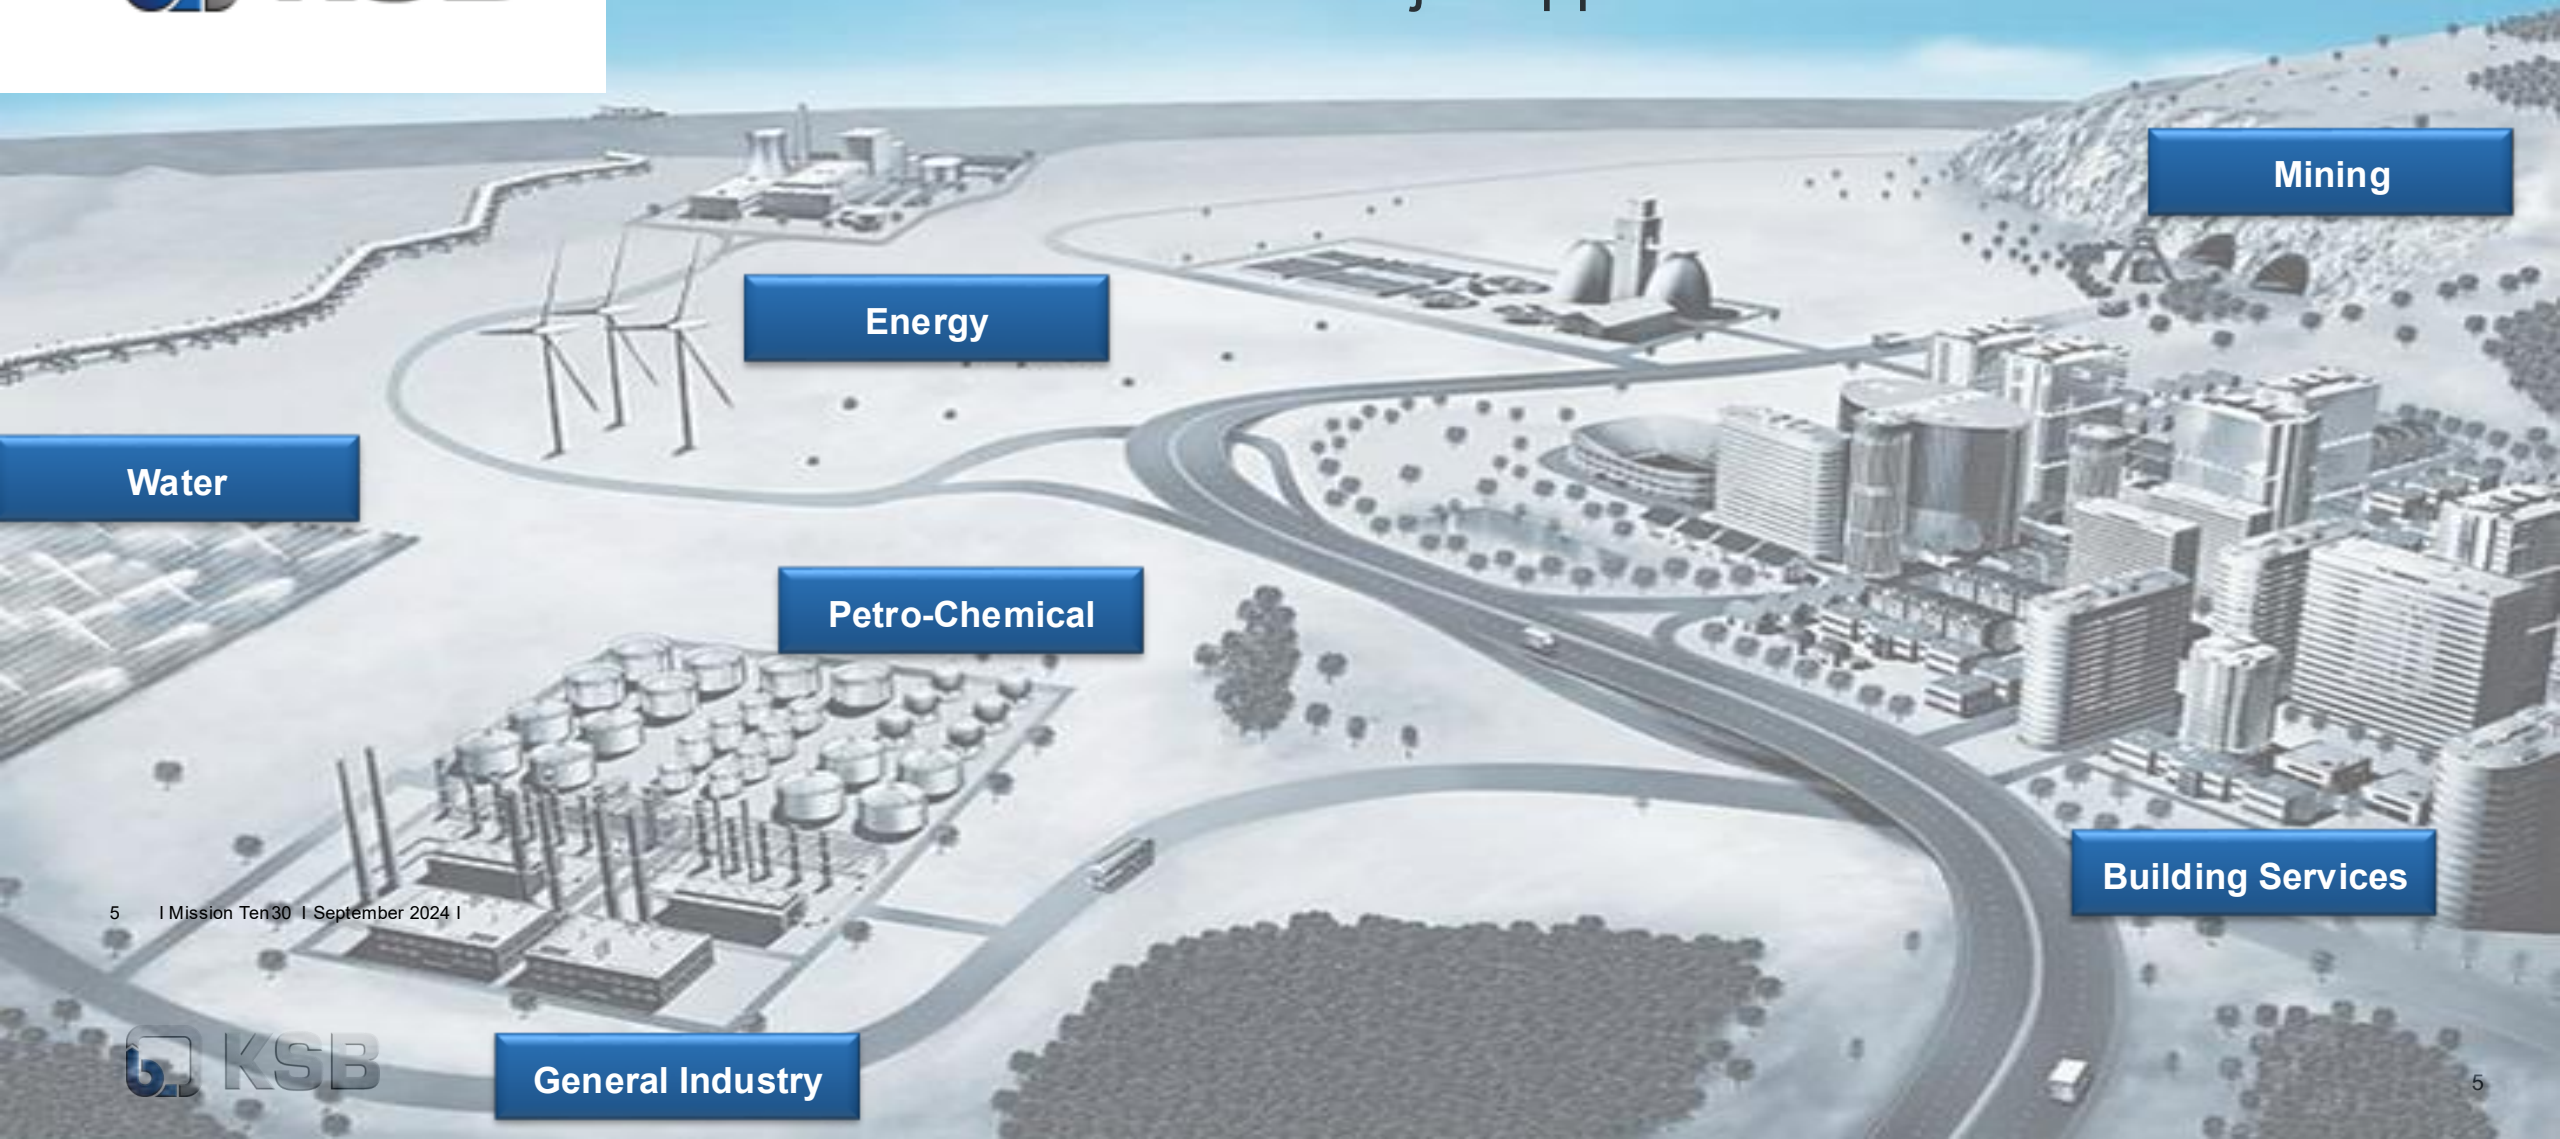 Mining
Energy
Water
Petro-Chemical
Building Services
5 I Mission Ten30 I September 2024 I
KSB
General Industry
5